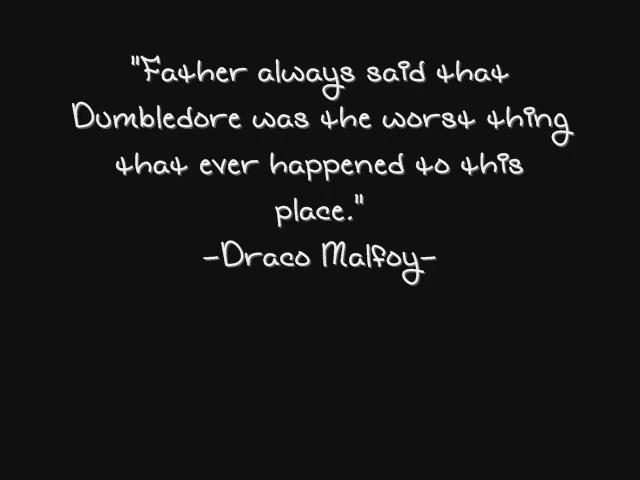 "Father always said that
Dumbledore was the worst thing
that ever happened to this
place."
-Draco Malfoy-